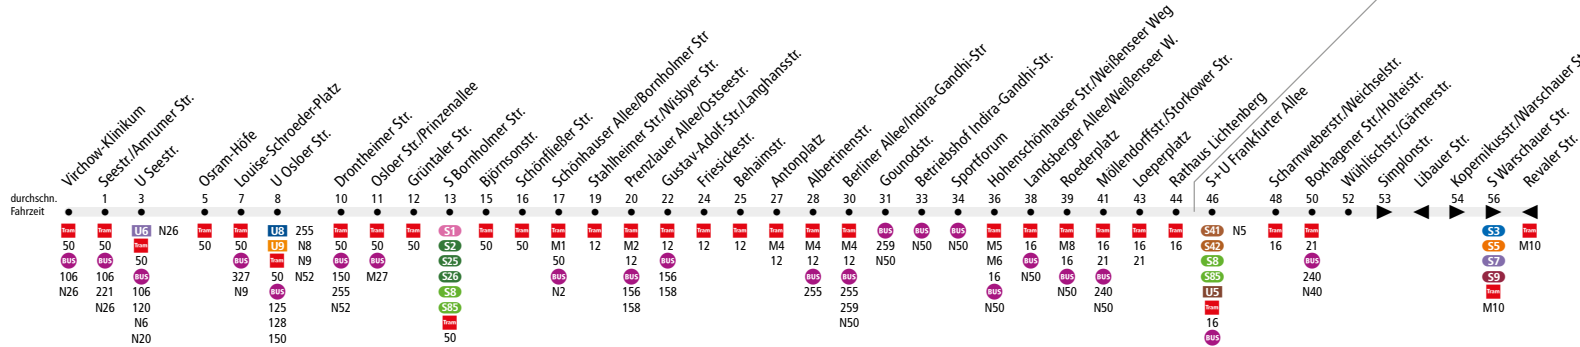 Virchow-Klinikum
Seestr./Amrumer Str.
U Seestr.
Osram-Höfe
Louise-Schroeder-Platz
U Osloer Str.
Drontheimer Str.
Osloer Str./Prinzenallee
Grüntaler Str.
S Bornholmer Str.
Björnsonstr.
Schönfließer Str.
Schönhauser Allee/Bornholmer Str
Stahlheimer Str./Wisbyer Str.
Prenzlauer Allee/Ostseestr.
Gustav-Adolf-Str./Langhansstr.
Friesickestr.
Behaimstr.
Antonplatz
Albertinenstr.
Berliner Allee/Indira-Gandhi-Str
Gounodstr.
Betriebshof Indira-Gandhi-Str.
Sportforum
Hohenschönhauser Str./Weißenseer Weg
Landsberger Allee/Weißenseer W.
Roederplatz
Möllendorffstr./Storkower Str.
Loeperplatz
Rathaus Lichtenberg
S+U Frankfurter Allee
Scharnweberstr./Weichselstr.
Boxhagener Str./Holteistr.
Wühlischstr./Gärtnerstr.
Simplonstr.
Libauer Str.
Kopernikusstr./Warschauer St
S Warschauer Str.
Revaler Str.
durchschn. 1 3 5 7 8 10 11 12 13 15 16 17 19 20 22 24 25 27 28 30 31 33 34 36 38 39 41 43 44 46 48 50 52 53 54 56
Fahrzeit
Tram Tram U6 N26 Tram Tram U8 255 Tram Tram Tram S1 Tram Tram Tram Tram Tram Tram Tram Tram Tram Tram Tram BUS BUS BUS Tram Tram Tram Tram Tram Tram S41 N5 Tram Tram S3 Tram
50 50 Tram 50 50 U9 N8 50 50 50 S2 50 50 M1 12 M2 12 12 12 M4 M4 M4 259 N50 N50 M5 16 M8 16 16 16 S42 16 21 S5 M10
BUS BUS 50 BUS Tram N9 BUS BUS S25 50 12 BUS 12 12 12 N50 M6 BUS 16 21 21 S8 BUS S7
106 106 BUS 327 50 N52 150 M27 S26 BUS BUS 156 BUS BUS 16 N50 BUS BUS S85 240 S9
N26 221 106 N9 BUS 255 S8 N2 156 158 255 255 BUS N50 240 U5 N40 Tram
N26 120 125 N52 S85 158 259 N50 N50 Tram M10
N6 128 Tram N50 16
N20 150 50 BUS